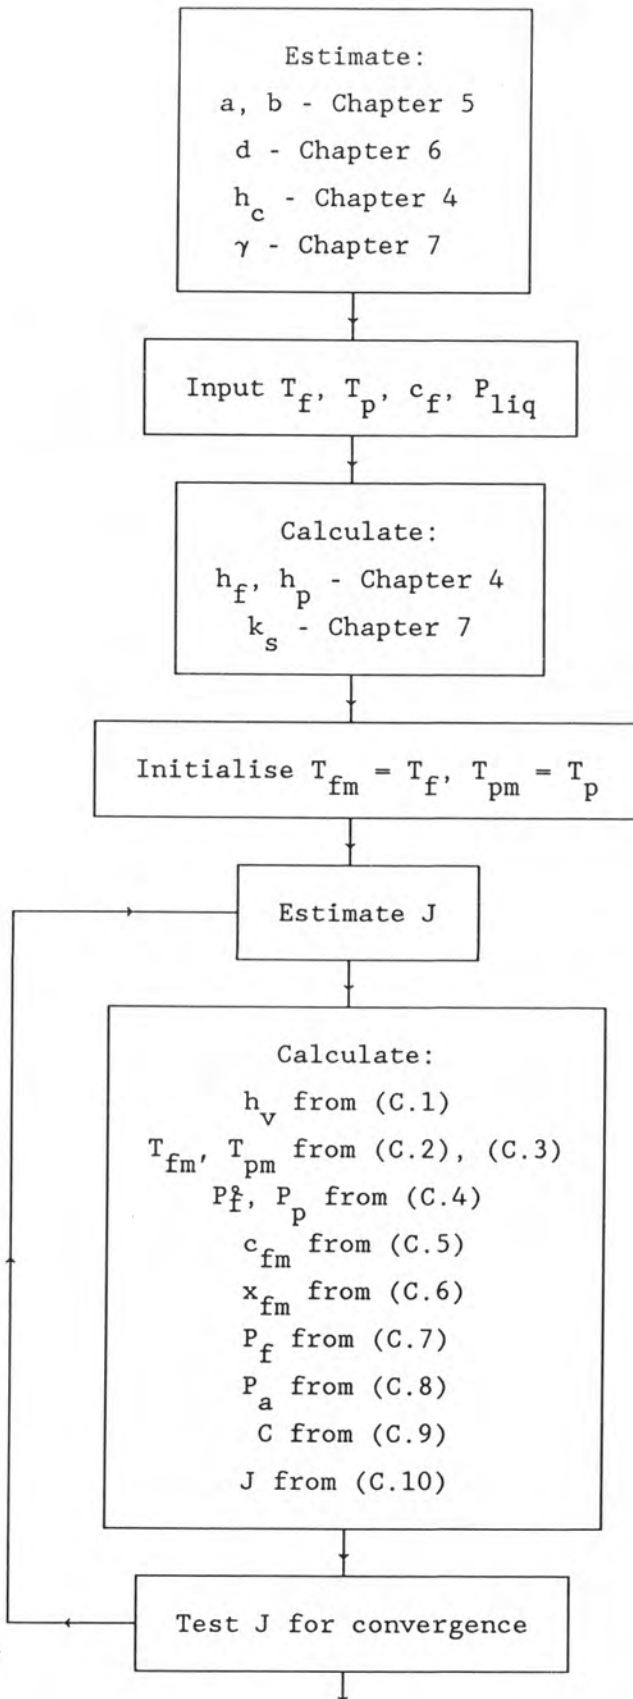 Estimate:
a, b - Chapter 5
d - Chapter 6
h_c - Chapter 4
γ - Chapter 7
Input T_f, T_p, c_f, P_liq
Calculate:
h_f, h_p - Chapter 4
k_s - Chapter 7
Initialise T_fm = T_f, T_pm = T_p
Estimate J
Calculate:
h_v from (C.1)
T_fm, T_pm from (C.2), (C.3)
P_f^o, P_p from (C.4)
c_fm from (C.5)
x_fm from (C.6)
P_f from (C.7)
P_a from (C.8)
C from (C.9)
J from (C.10)
Test J for convergence